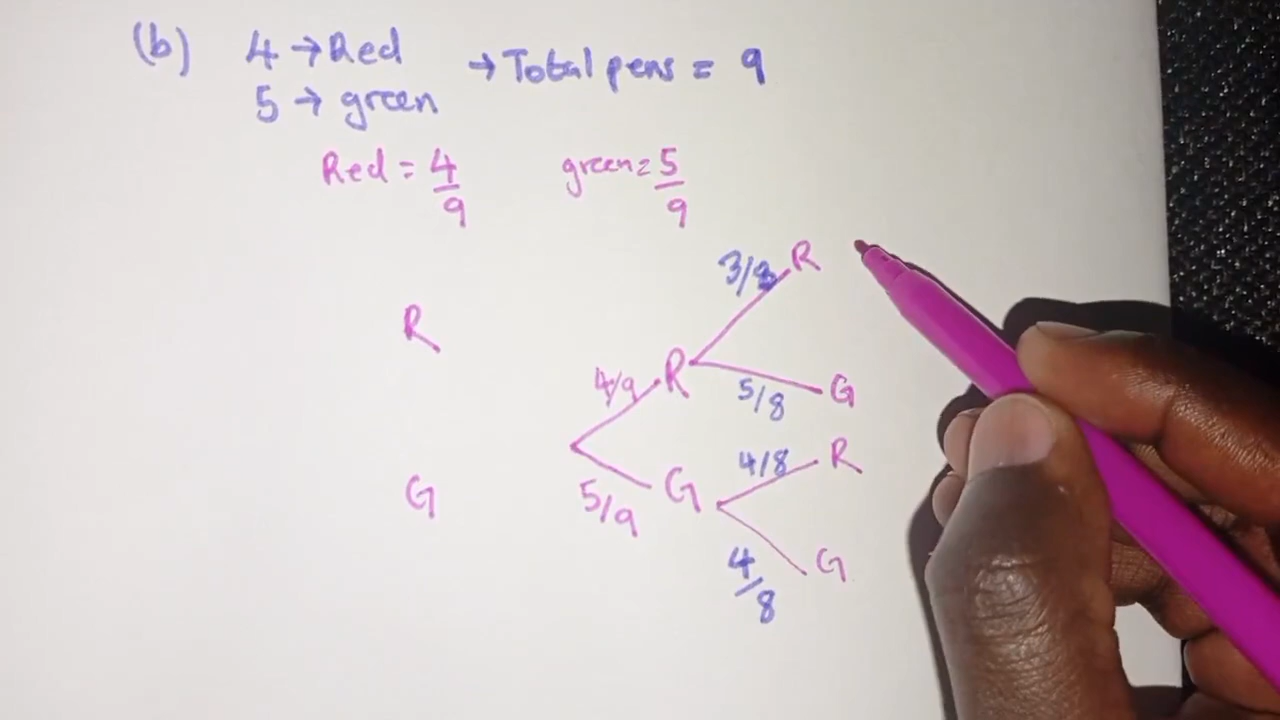 (b) 4 → Red → Total pens = 9
5 → green
Red = 4/9 green = 5/9
3/8 R
R
4/9 R
5/8 G
4/8 R
G
5/9 G
4/8 G